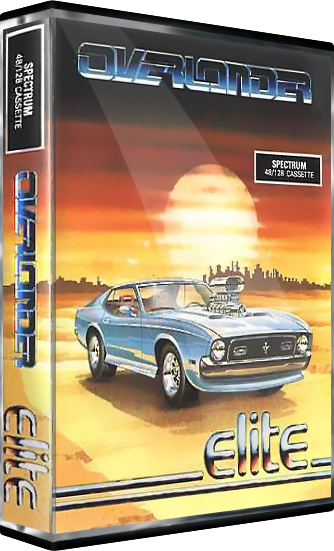 SPECTRUM
48/128 CASSETTE
OVERLANDER
elite
OVERLANDER
SPECTRUM
48/128 CASSETTE
elite